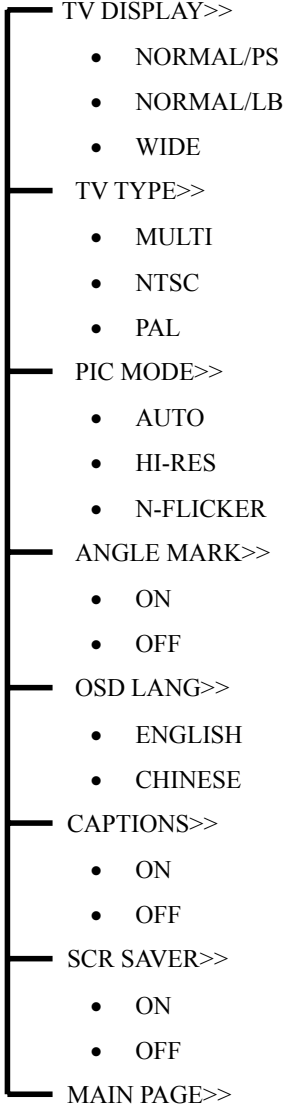 TV DISPLAY>>
• NORMAL/PS
• NORMAL/LB
• WIDE
TV TYPE>>
• MULTI
• NTSC
• PAL
PIC MODE>>
• AUTO
• HI-RES
• N-FLICKER
ANGLE MARK>>
• ON
• OFF
OSD LANG>>
• ENGLISH
• CHINESE
CAPTIONS>>
• ON
• OFF
SCR SAVER>>
• ON
• OFF
MAIN PAGE>>